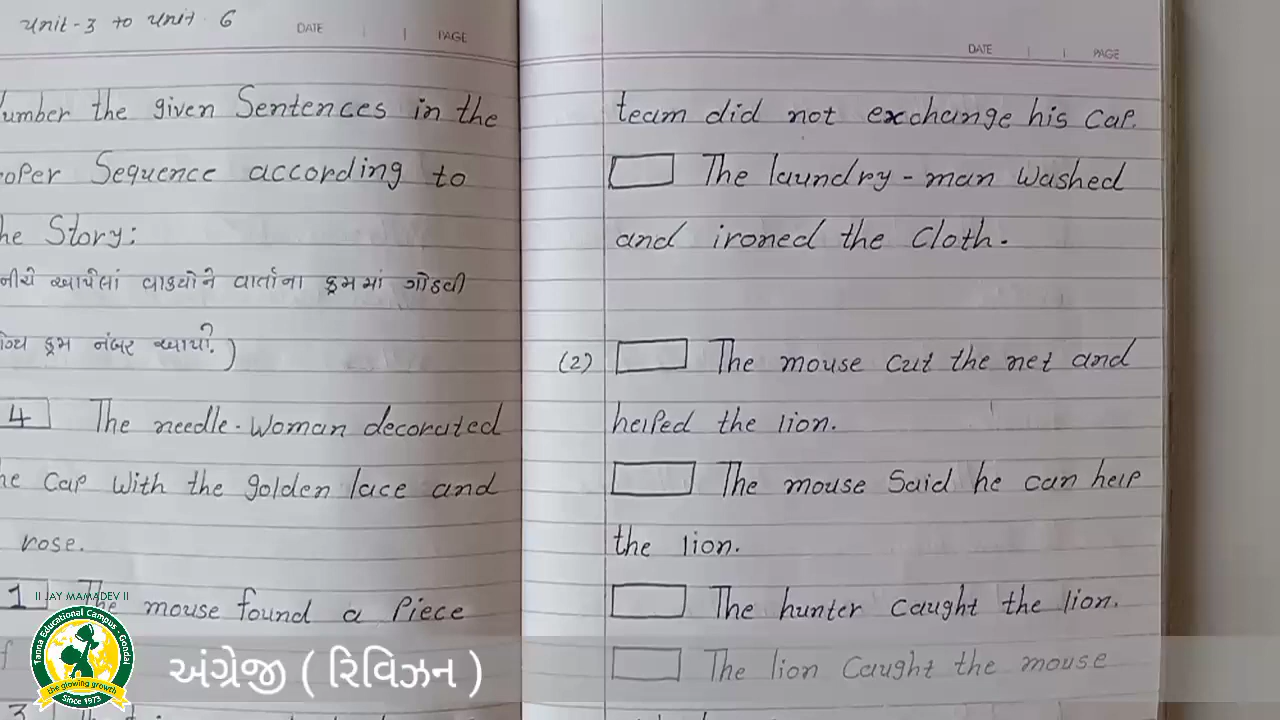 unit-3 to unit-6
DATE PAGE
number the given Sentences in the
oper Sequence according to
he Story:
નીચે આપેલાં વાક્યોને વાર્તાના ક્રમમાં ગોઠવી
ક્રમ નંબર આપો.)
4 The needle-woman decorated
he cap with the golden lace and
rose.
1 The mouse found a piece
f
3
DATE PAGE
team did not exchange his cap.
The laundry-man washed
and ironed the cloth.
(2) The mouse cut the net and
helped the lion.
The mouse said he can help
the lion.
The hunter caught the lion.
The lion caught the mouse
॥ JAY MAMADEV ॥
Tanna Educational Campus - Gondal
the glowing growth
Since 1973
અંગ્રેજી ( રિવિઝન )